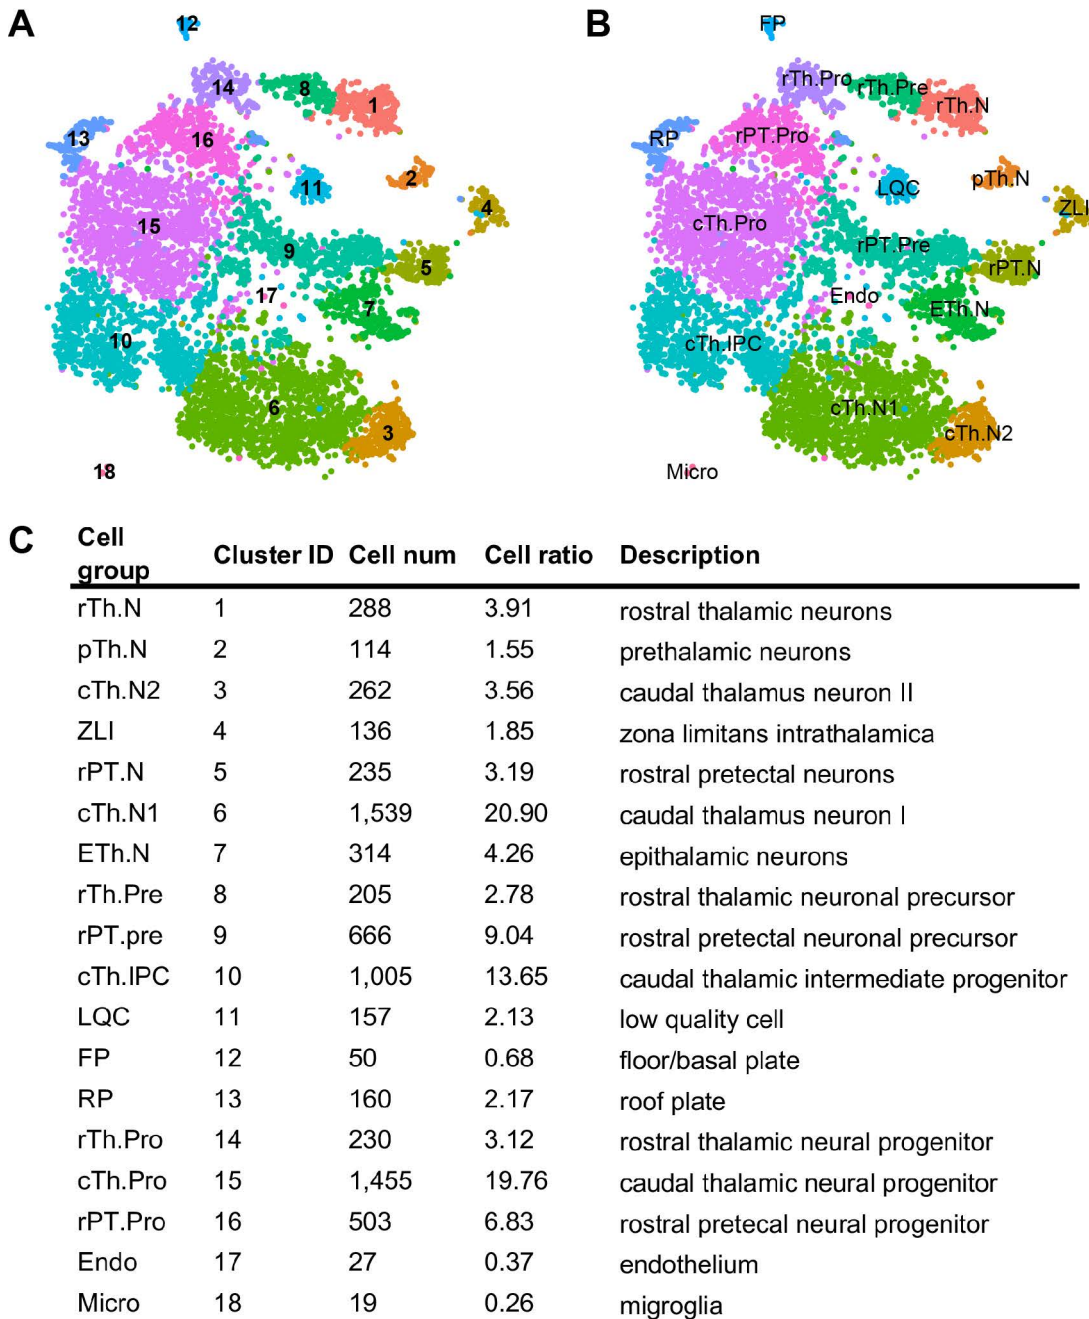 A
12
14
8
1
13
16
11
2
4
15
9
5
17
7
10
6
3
18
B
FP
rTh.Pro
rTh.Pre
rTh.N
RP
rPT.Pro
LQC
pTh.N
ZLI
cTh.Pro
rPT.Pre
rPT.N
Endo
ETh.N
cTh.IPC
cTh.N1
cTh.N2
Micro
C
Cell group Cluster ID Cell num Cell ratio Description
rTh.N 1 288 3.91 rostral thalamic neurons
pTh.N 2 114 1.55 prethalamic neurons
cTh.N2 3 262 3.56 caudal thalamus neuron II
ZLI 4 136 1.85 zona limitans intrathalamica
rPT.N 5 235 3.19 rostral pretectal neurons
cTh.N1 6 1,539 20.90 caudal thalamus neuron I
ETh.N 7 314 4.26 epithalamic neurons
rTh.Pre 8 205 2.78 rostral thalamic neuronal precursor
rPT.pre 9 666 9.04 rostral pretectal neuronal precursor
cTh.IPC 10 1,005 13.65 caudal thalamic intermediate progenitor
LQC 11 157 2.13 low quality cell
FP 12 50 0.68 floor/basal plate
RP 13 160 2.17 roof plate
rTh.Pro 14 230 3.12 rostral thalamic neural progenitor
cTh.Pro 15 1,455 19.76 caudal thalamic neural progenitor
rPT.Pro 16 503 6.83 rostral pretecal neural progenitor
Endo 17 27 0.37 endothelium
Micro 18 19 0.26 migroglia